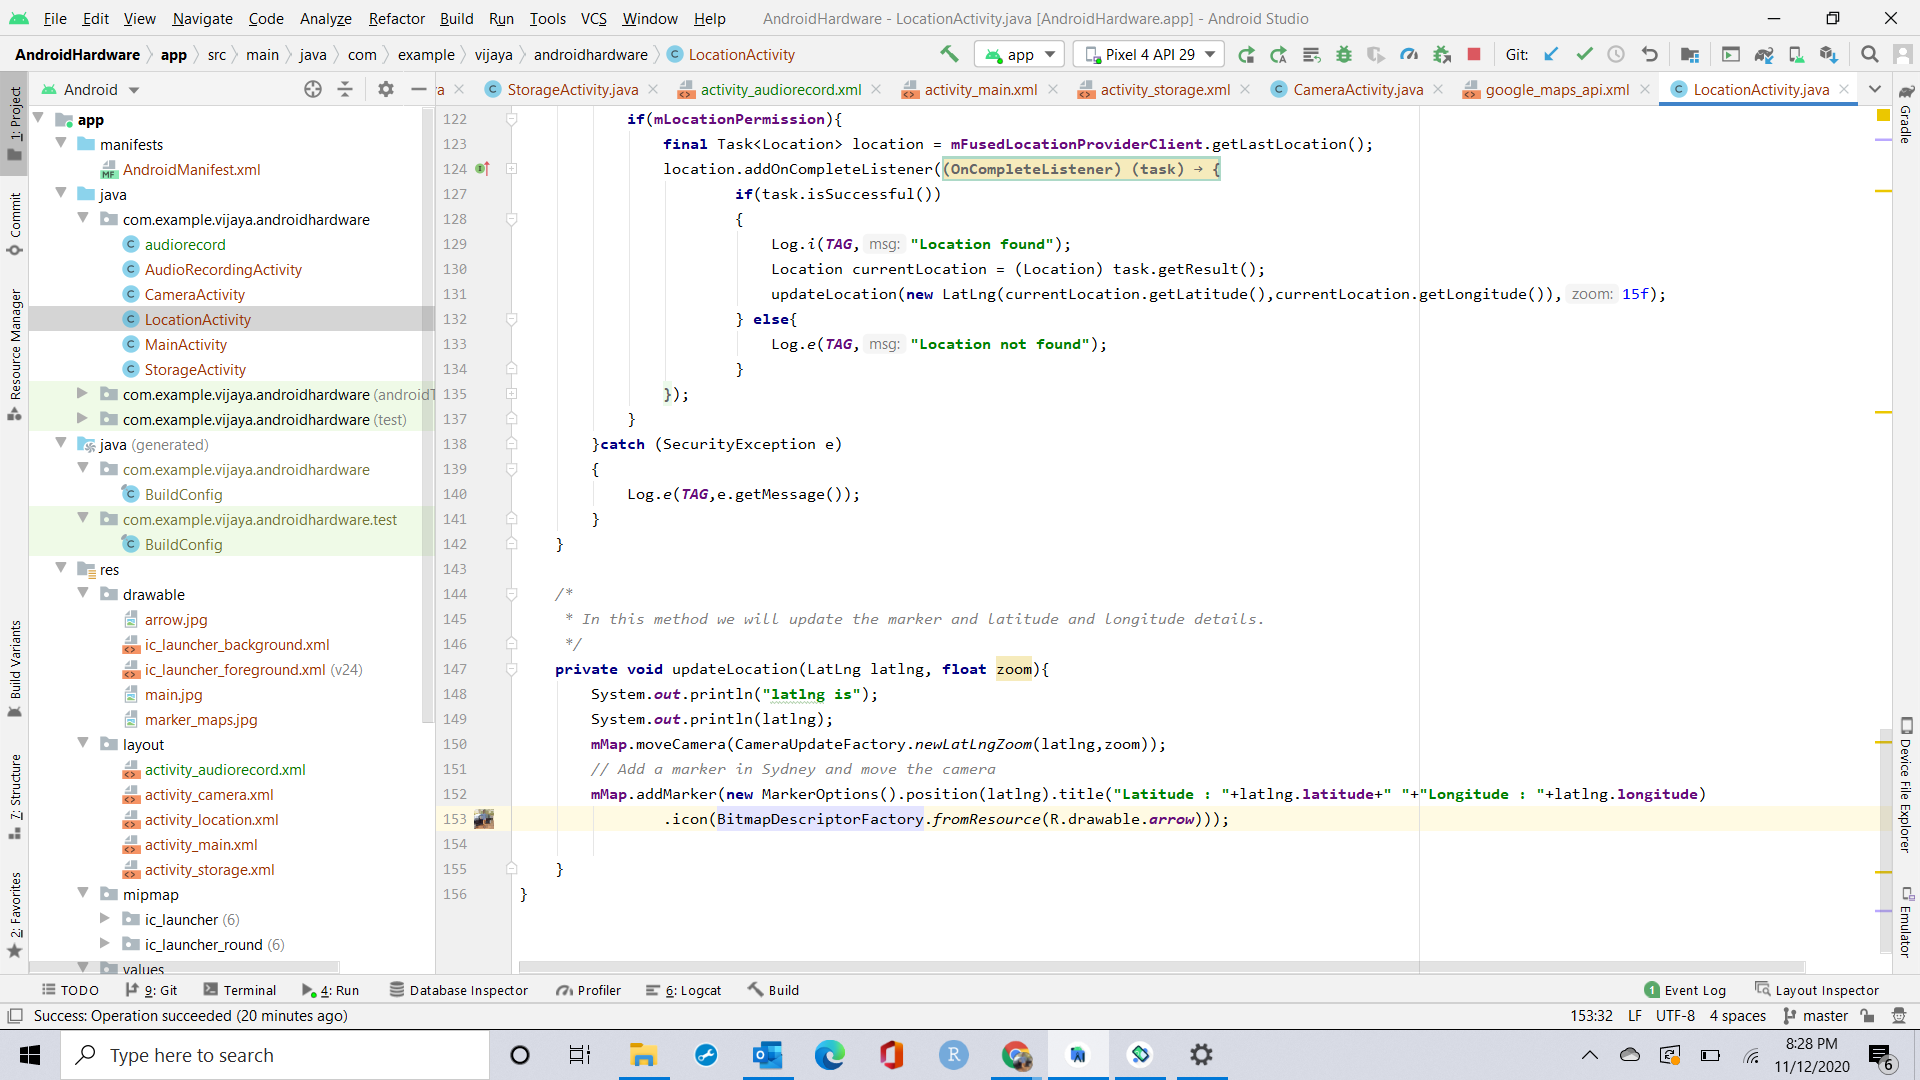 File Edit View Navigate Code Analyze Refactor Build Run Tools VCS Window Help AndroidHardware - LocationActivity.java [AndroidHardware.app] - Android Studio
AndroidHardware app src main java com example vijaya androidhardware LocationActivity app Pixel 4 API 29 Git:
Android a StorageActivity.java activity_audiorecord.xml activity_main.xml activity_storage.xml CameraActivity.java google_maps_api.xml LocationActivity.java
1: Project
Commit
Resource Manager
Build Variants
7: Structure
2: Favorites
app
manifests
AndroidManifest.xml
java
com.example.vijaya.androidhardware
audiorecord
AudioRecordingActivity
CameraActivity
LocationActivity
MainActivity
StorageActivity
com.example.vijaya.androidhardware (androidT
com.example.vijaya.androidhardware (test)
java (generated)
com.example.vijaya.androidhardware
BuildConfig
com.example.vijaya.androidhardware.test
BuildConfig
res
drawable
arrow.jpg
ic_launcher_background.xml
ic_launcher_foreground.xml (v24)
main.jpg
marker_maps.jpg
layout
activity_audiorecord.xml
activity_camera.xml
activity_location.xml
activity_main.xml
activity_storage.xml
mipmap
ic_launcher (6)
ic_launcher_round (6)
values
122 if(mLocationPermission){
123 final Task<Location> location = mFusedLocationProviderClient.getLastLocation();
124 location.addOnCompleteListener((OnCompleteListener) (task) → {
127 if(task.isSuccessful())
128 {
129 Log.i(TAG, msg: "Location found");
130 Location currentLocation = (Location) task.getResult();
131 updateLocation(new LatLng(currentLocation.getLatitude(),currentLocation.getLongitude()), zoom: 15f);
132 } else{
133 Log.e(TAG, msg: "Location not found");
134 }
135 });
137 }
138 }catch (SecurityException e)
139 {
140 Log.e(TAG,e.getMessage());
141 }
142 }
143
144 /*
145 * In this method we will update the marker and latitude and longitude details.
146 */
147 private void updateLocation(LatLng latlng, float zoom){
148 System.out.println("latlng is");
149 System.out.println(latlng);
150 mMap.moveCamera(CameraUpdateFactory.newLatLngZoom(latlng,zoom));
151 // Add a marker in Sydney and move the camera
152 mMap.addMarker(new MarkerOptions().position(latlng).title("Latitude : "+latlng.latitude+" "+"Longitude : "+latlng.longitude)
153 .icon(BitmapDescriptorFactory.fromResource(R.drawable.arrow)));
154
155 }
156 }
Gradle
Device File Explorer
Emulator
TODO 9: Git Terminal 4: Run Database Inspector Profiler 6: Logcat Build 1 Event Log Layout Inspector
Success: Operation succeeded (20 minutes ago) 153:32 LF UTF-8 4 spaces master
Type here to search
8:28 PM
11/12/2020
6